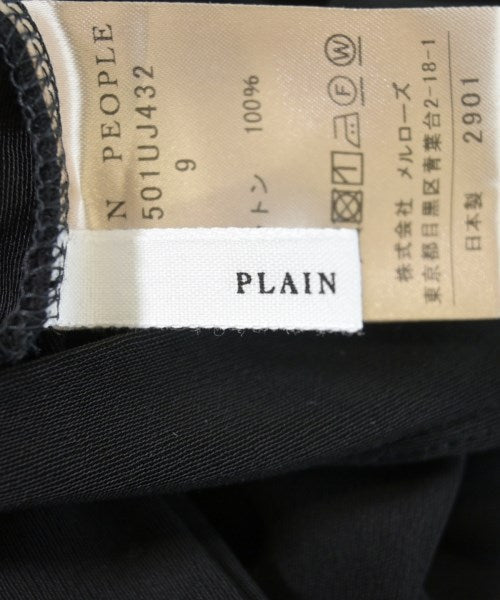 N PEOPLE
501UJ432
9
トン 100%
株式会社 メルローズ
東京都目黒区青葉台2-18-1
日本製 2901
PLAIN